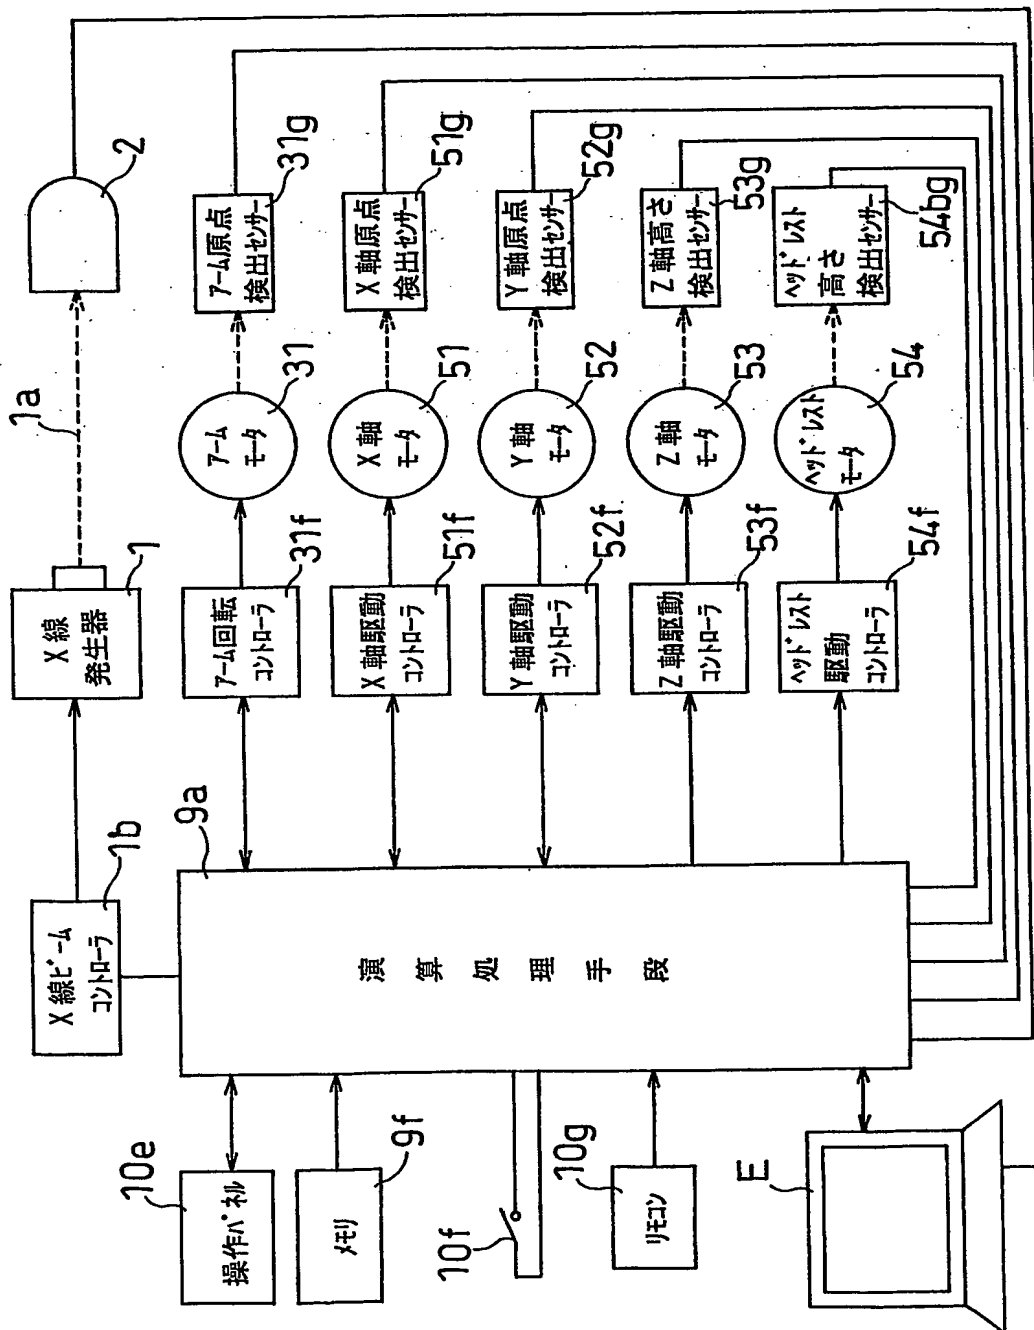 X線
発生器
1
1a
2
X線ビーム
コントローラ
1b
アーム回転
コントローラ
31f
アーム
モータ
31
アーム原点
検出センサー
31g
X軸駆動
コントローラ
51f
X軸
モータ
51
X軸原点
検出センサー
51g
Y軸駆動
コントローラ
52f
Y軸
モータ
52
Y軸原点
検出センサー
52g
Z軸駆動
コントローラ
53f
Z軸
モータ
53
Z軸高さ
検出センサー
53g
ヘッドレスト
駆動
コントローラ
54f
ヘッドレスト
モータ
54
ヘッドレスト
高さ
検出センサー
54bg
演算処理手段
9a
操作パネル
10e
メモリ
9f
10f
リモコン
10g
E